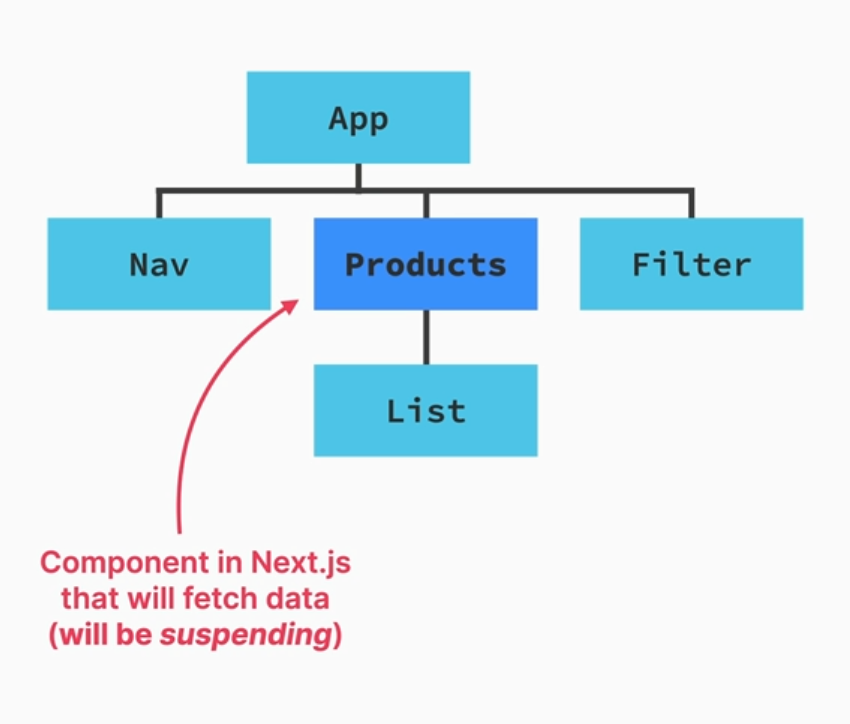 App
Nav
Products
Filter
List
Component in Next.js
that will fetch data
(will be suspending)